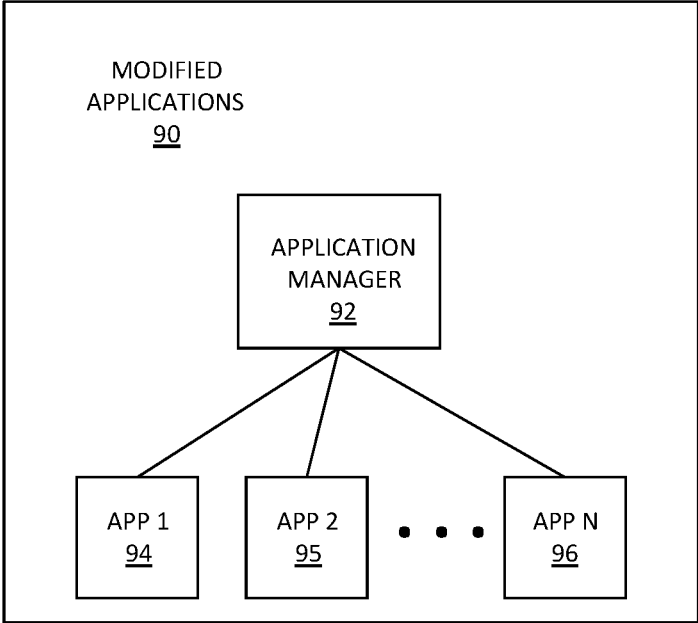 MODIFIED
APPLICATIONS
90
APPLICATION
MANAGER
92
APP 1
94
APP 2
95
APP N
96